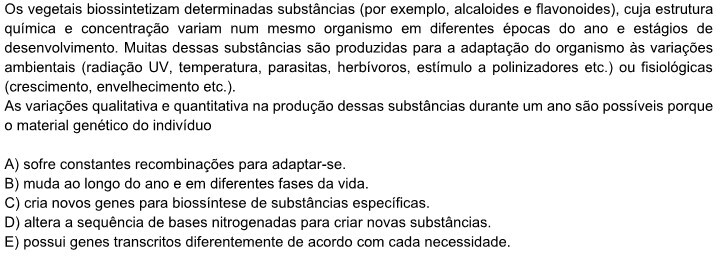 Os vegetais biossintetizam determinadas substâncias (por exemplo, alcaloides e flavonoides), cuja estrutura
química e concentração variam num mesmo organismo em diferentes épocas do ano e estágios de
desenvolvimento. Muitas dessas substâncias são produzidas para a adaptação do organismo às variações
ambientais (radiação UV, temperatura, parasitas, herbívoros, estímulo a polinizadores etc.) ou fisiológicas
(crescimento, envelhecimento etc.).
As variações qualitativa e quantitativa na produção dessas substâncias durante um ano são possíveis porque
o material genético do indivíduo
A) sofre constantes recombinações para adaptar-se.
B) muda ao longo do ano e em diferentes fases da vida.
C) cria novos genes para biossíntese de substâncias específicas.
D) altera a sequência de bases nitrogenadas para criar novas substâncias.
E) possui genes transcritos diferentemente de acordo com cada necessidade.